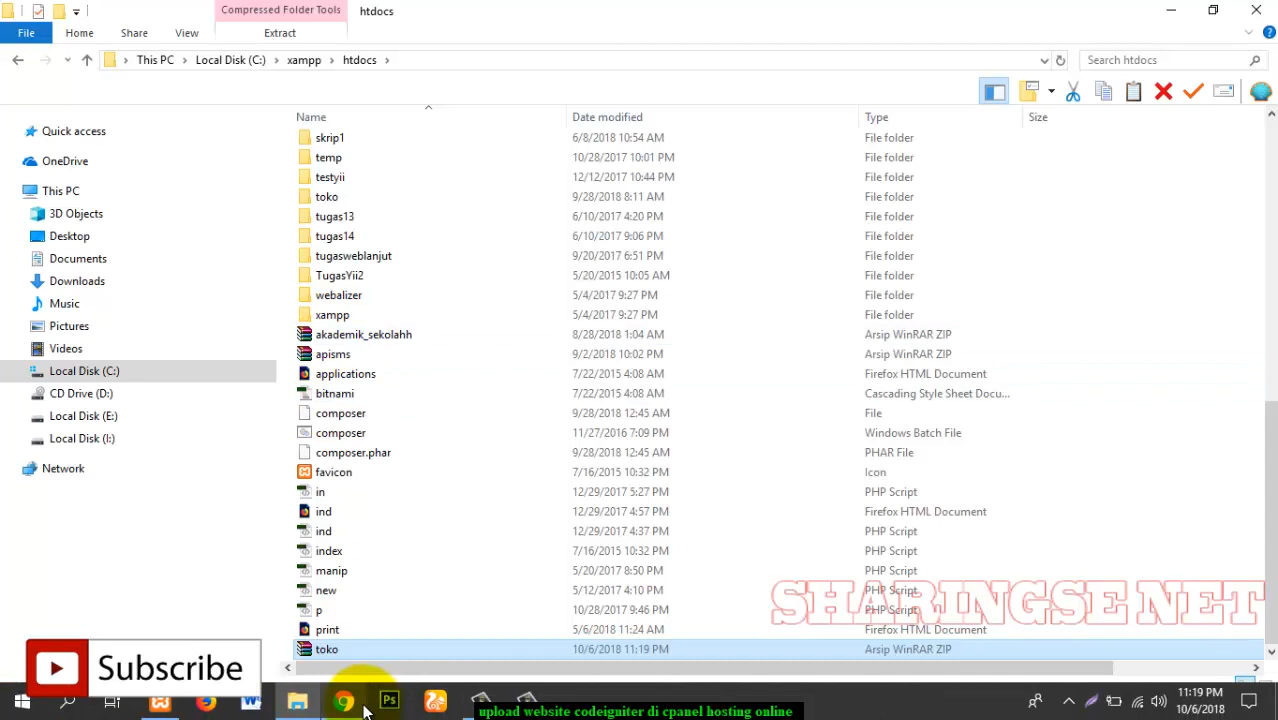 Compressed Folder Tools htdocs
File Home Share View Extract
This PC Local Disk (C:) xampp htdocs Search htdocs
Name Date modified Type Size
Quick access
OneDrive
This PC
3D Objects
Desktop
Documents
Downloads
Music
Pictures
Videos
Local Disk (C:)
CD Drive (D:)
Local Disk (E:)
Local Disk (I:)
Network
skrip1 6/8/2018 10:54 AM File folder
temp 10/28/2017 10:01 PM File folder
testyii 12/12/2017 10:44 PM File folder
toko 9/28/2018 8:11 AM File folder
tugas13 6/10/2017 4:20 PM File folder
tugas14 6/10/2017 9:06 PM File folder
tugasweblanjut 9/20/2017 6:51 PM File folder
TugasYii2 5/20/2015 10:05 AM File folder
webalizer 5/4/2017 9:27 PM File folder
xampp 5/4/2017 9:27 PM File folder
akademik_sekolahh 8/28/2018 1:04 AM Arsip WinRAR ZIP
apisms 9/2/2018 10:02 PM Arsip WinRAR ZIP
applications 7/22/2015 4:08 AM Firefox HTML Document
bitnami 7/22/2015 4:08 AM Cascading Style Sheet Docu...
composer 9/28/2018 12:45 AM File
composer 11/27/2016 7:09 PM Windows Batch File
composer.phar 9/28/2018 12:45 AM PHAR File
favicon 7/16/2015 10:32 PM Icon
in 12/29/2017 5:27 PM PHP Script
ind 12/29/2017 4:57 PM Firefox HTML Document
ind 12/29/2017 4:37 PM PHP Script
index 7/16/2015 10:32 PM PHP Script
manip 5/20/2017 8:50 PM PHP Script
new 5/12/2017 4:10 PM PHP Script
p 10/28/2017 9:46 PM PHP Script
print 5/6/2018 11:24 AM Firefox HTML Document
toko 10/6/2018 11:19 PM Arsip WinRAR ZIP
SHARINGSE NET
Subscribe
Ps
11:19 PM
10/6/2018
upload website codeigniter di cpanel hosting online